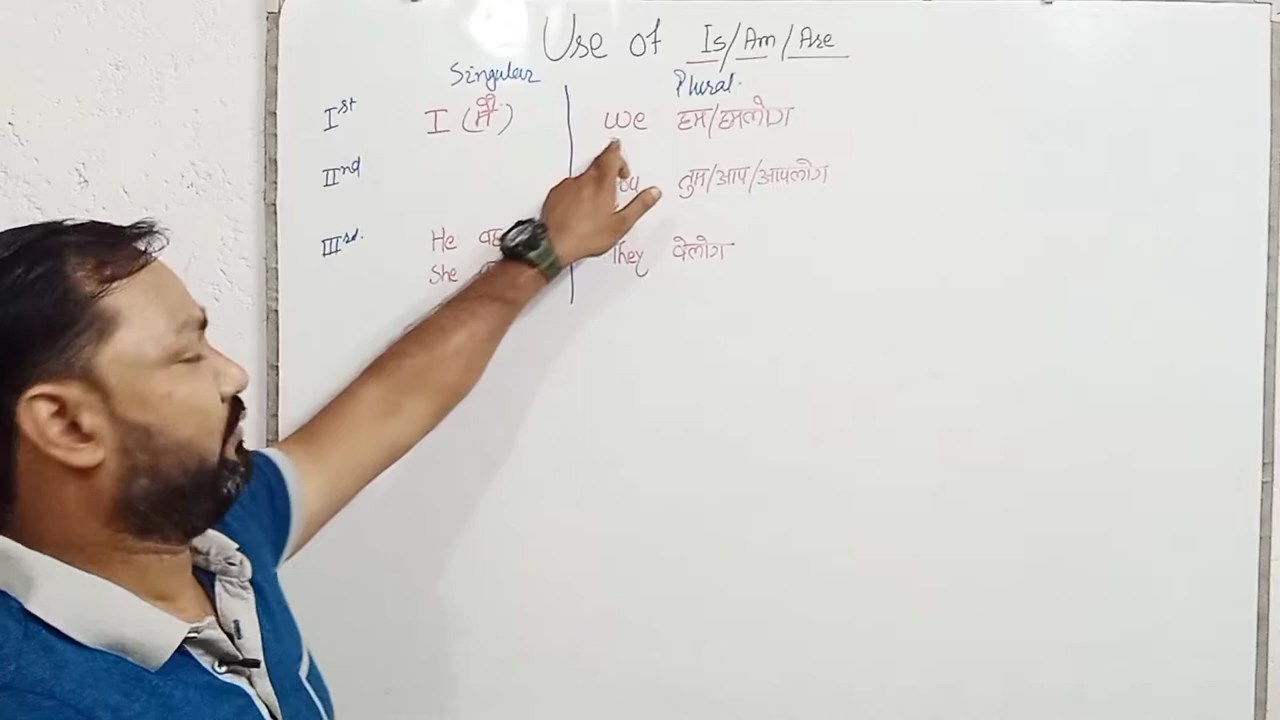 Use of Is/Am/Are
Singular Plural.
Ist I (मैं) we हम/हमलोग
IInd तुम/आप/आपलोग
IIIrd. He They वेलोग
She